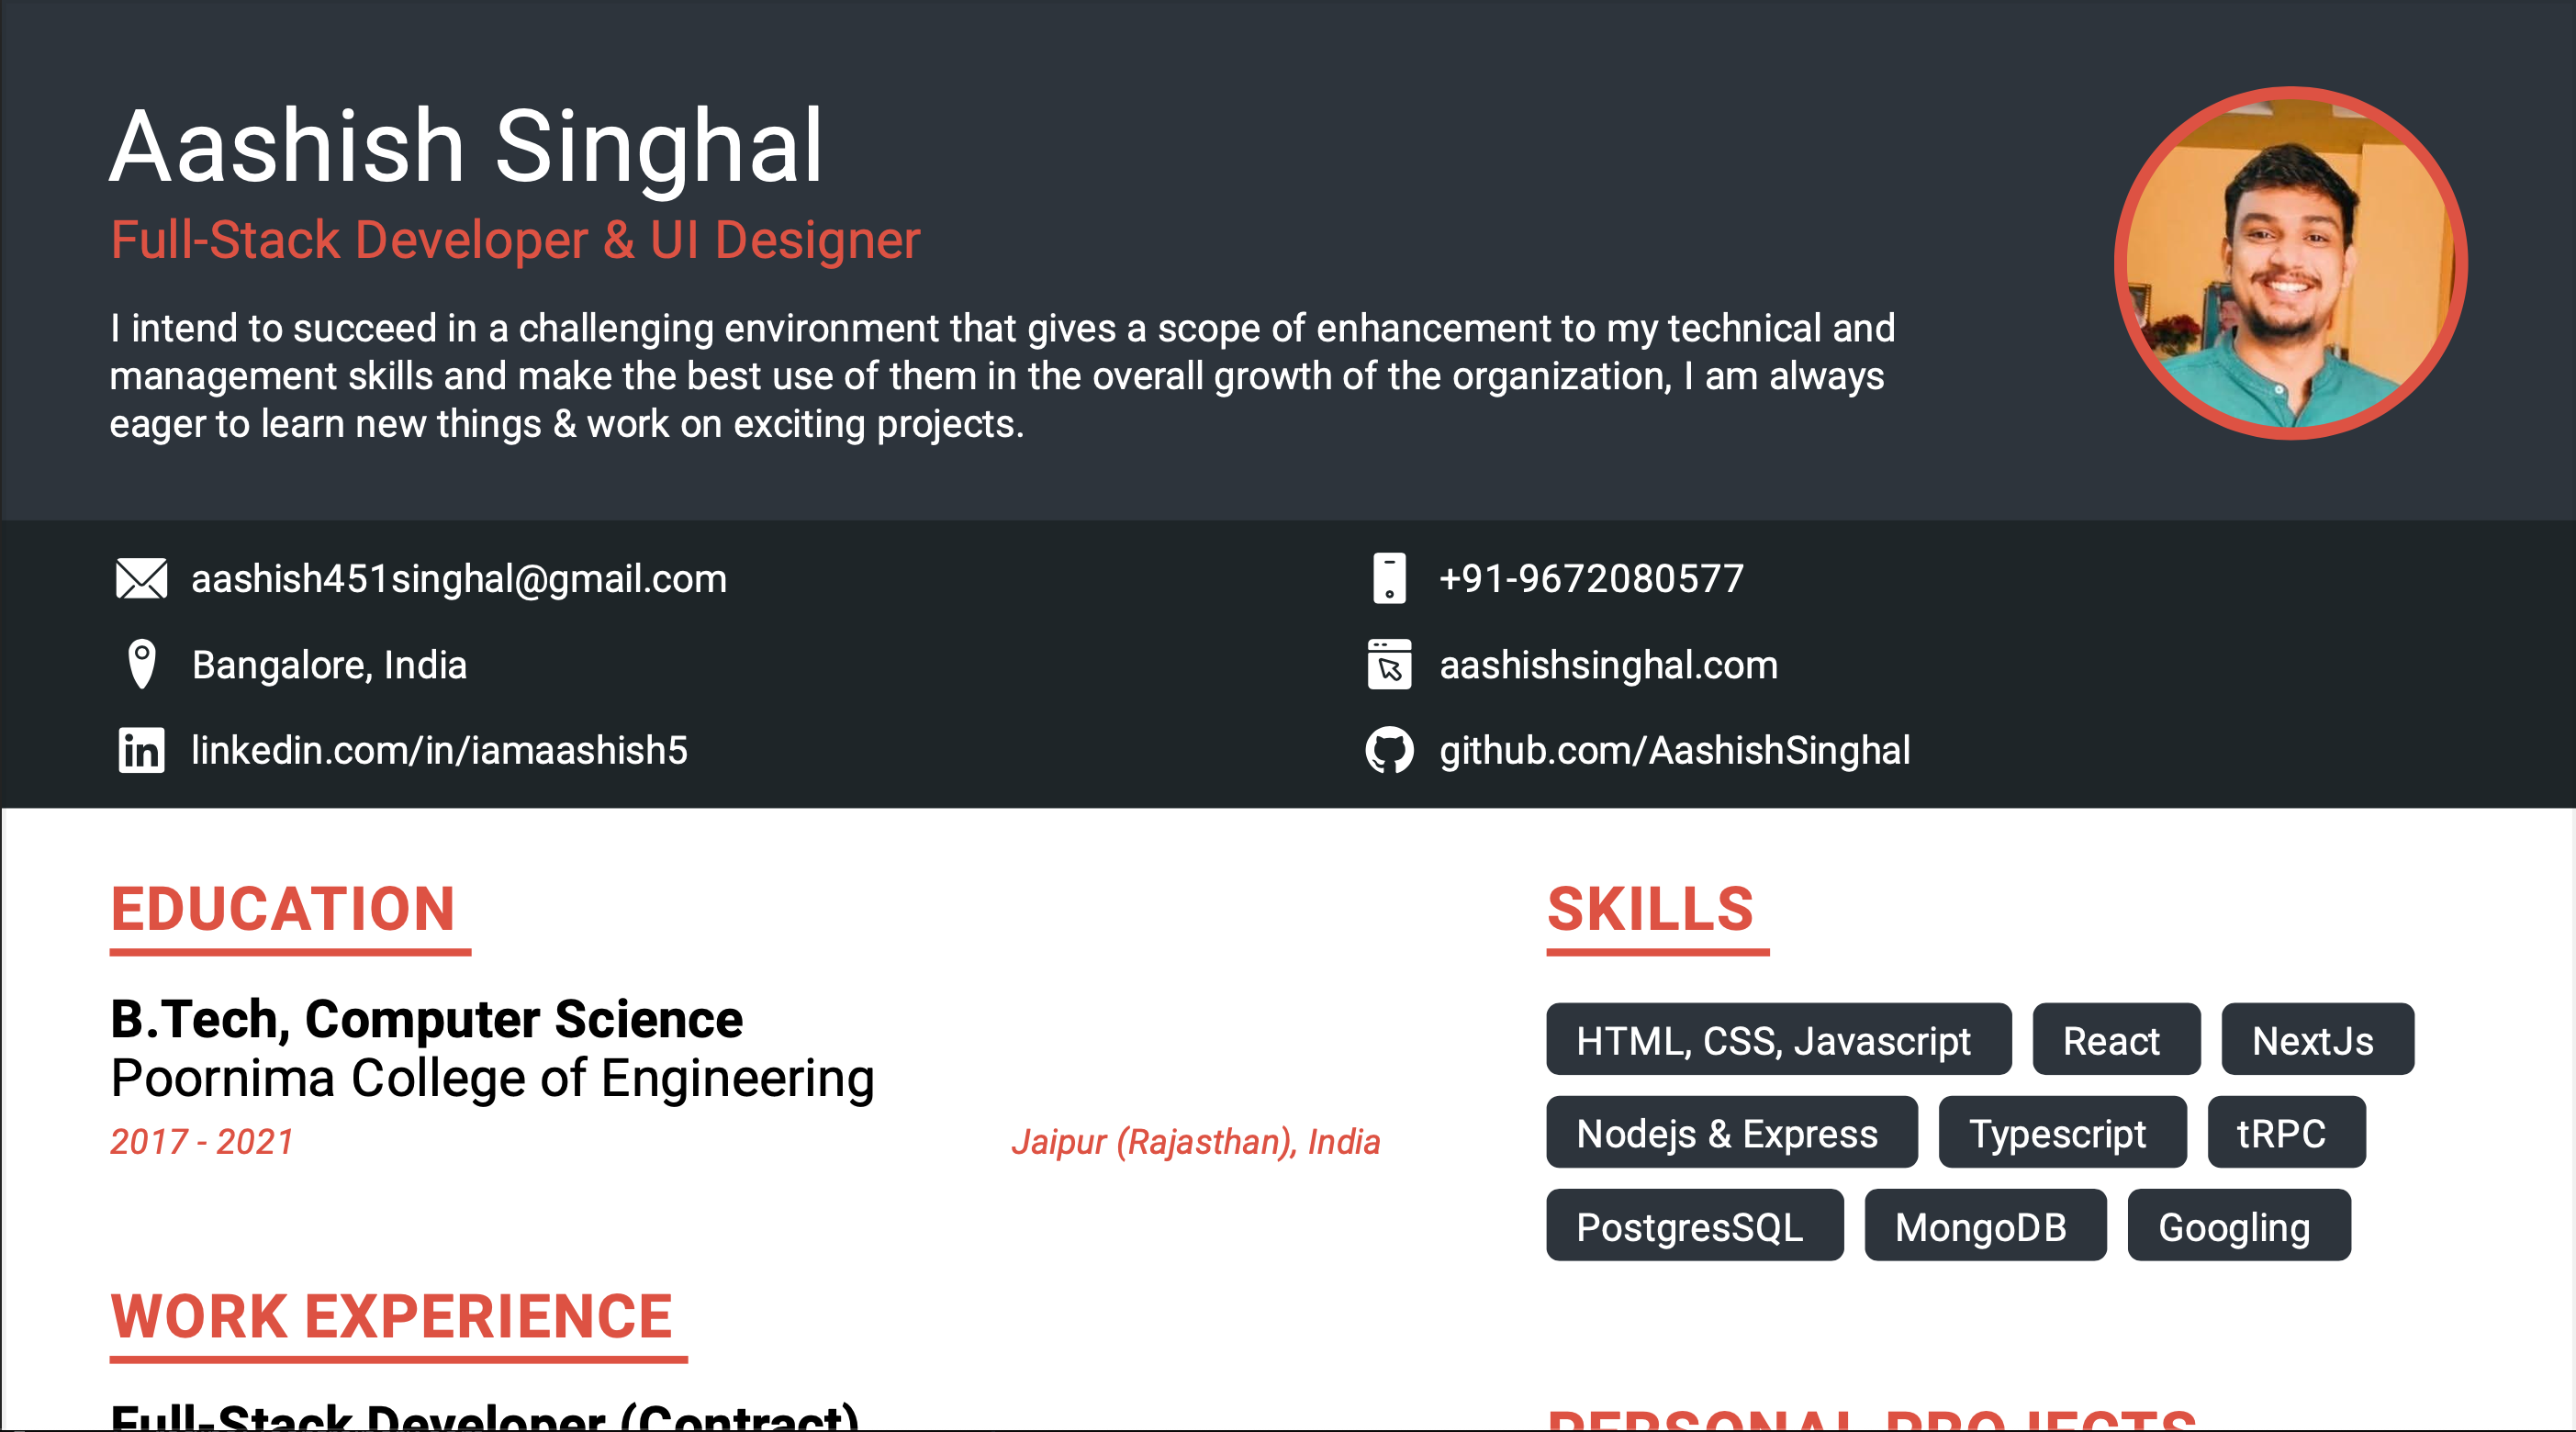 Aashish Singhal
Full-Stack Developer & UI Designer
I intend to succeed in a challenging environment that gives a scope of enhancement to my technical and
management skills and make the best use of them in the overall growth of the organization, I am always
eager to learn new things & work on exciting projects.
aashish451singhal@gmail.com
+91-9672080577
Bangalore, India
aashishsinghal.com
linkedin.com/in/iamaashish5
github.com/AashishSinghal
EDUCATION
B.Tech, Computer Science
Poornima College of Engineering
2017 - 2021
Jaipur (Rajasthan), India
WORK EXPERIENCE
Full-Stack Developer (Contract)
SKILLS
HTML, CSS, Javascript React NextJs
Nodejs & Express Typescript tRPC
PostgresSQL MongoDB Googling
PERSONAL PROJECTS